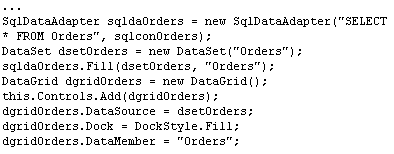 ...
SqlDataAdapter sqldaOrders = new SqlDataAdapter("SELECT
* FROM Orders", sqlconOrders);
DataSet dsetOrders = new DataSet("Orders");
sqldaOrders.Fill(dsetOrders, "Orders");
DataGrid dgridOrders = new DataGrid();
this.Controls.Add(dgridOrders);
dgridOrders.DataSource = dsetOrders;
dgridOrders.Dock = DockStyle.Fill;
dgridOrders.DataMember = "Orders";